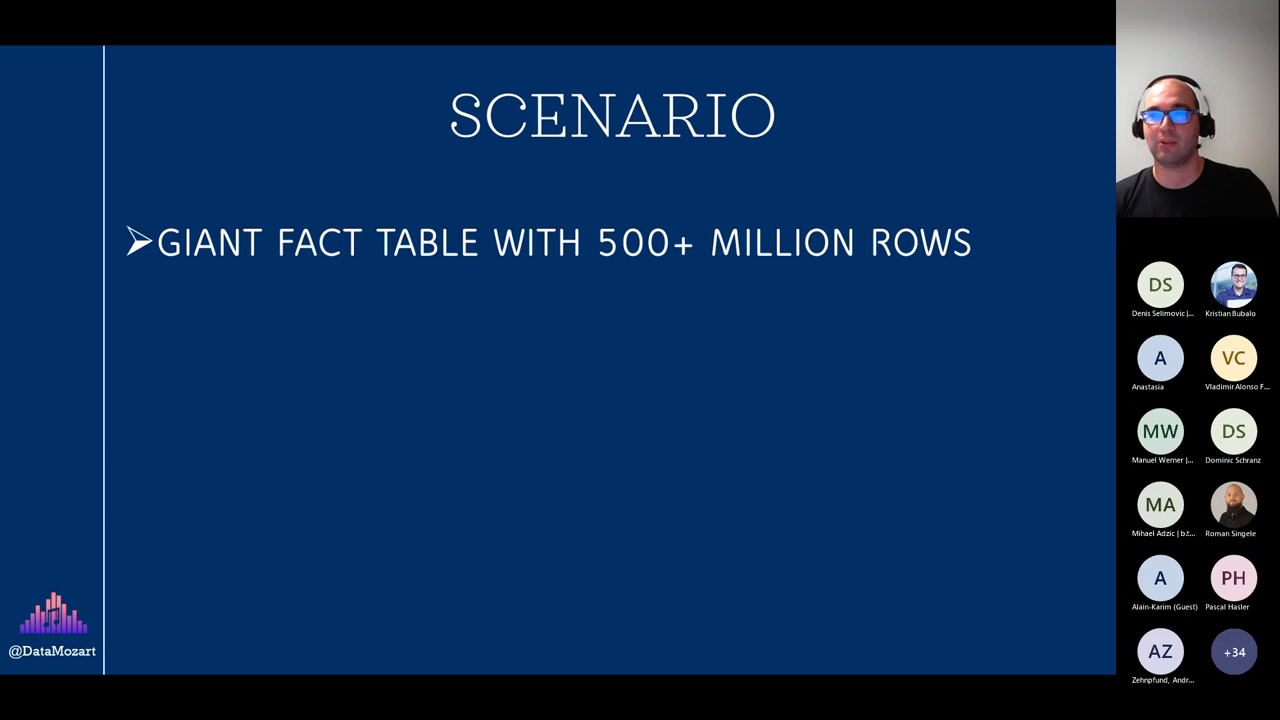 SCENARIO
➢GIANT FACT TABLE WITH 500+ MILLION ROWS
@DataMozart
DS
Denis Selimovic |...
Kristian Bubalo
A
VC
Anastasia
Vladimir Alonso F...
MW
DS
Manuel Werner |...
Dominic Schranz
MA
Mihael Adzic | b.t...
Roman Singele
A
PH
Alain-Karim (Guest)
Pascal Hasler
AZ
+34
Zehnpfund, Andr...